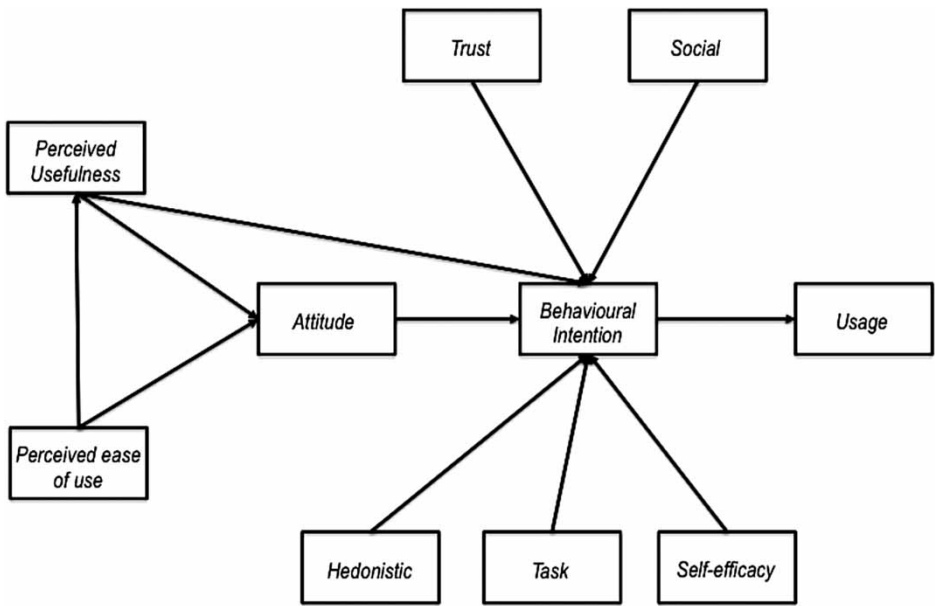 Trust
Social
Perceived
Usefulness
Attitude
Behavioural
Intention
Usage
Perceived ease
of use
Hedonistic
Task
Self-efficacy